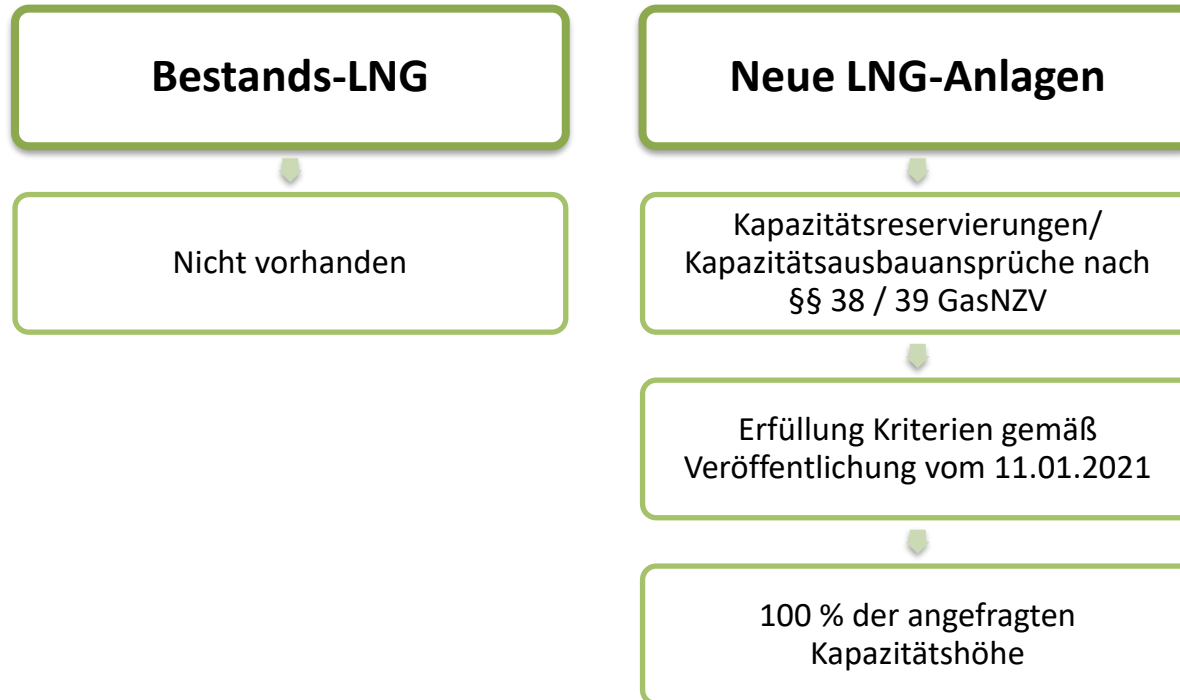 Bestands-LNG
Nicht vorhanden
Neue LNG-Anlagen
Kapazitätsreservierungen/
Kapazitätsausbauansprüche nach
§§ 38 / 39 GasNZV
Erfüllung Kriterien gemäß
Veröffentlichung vom 11.01.2021
100 % der angefragten
Kapazitätshöhe